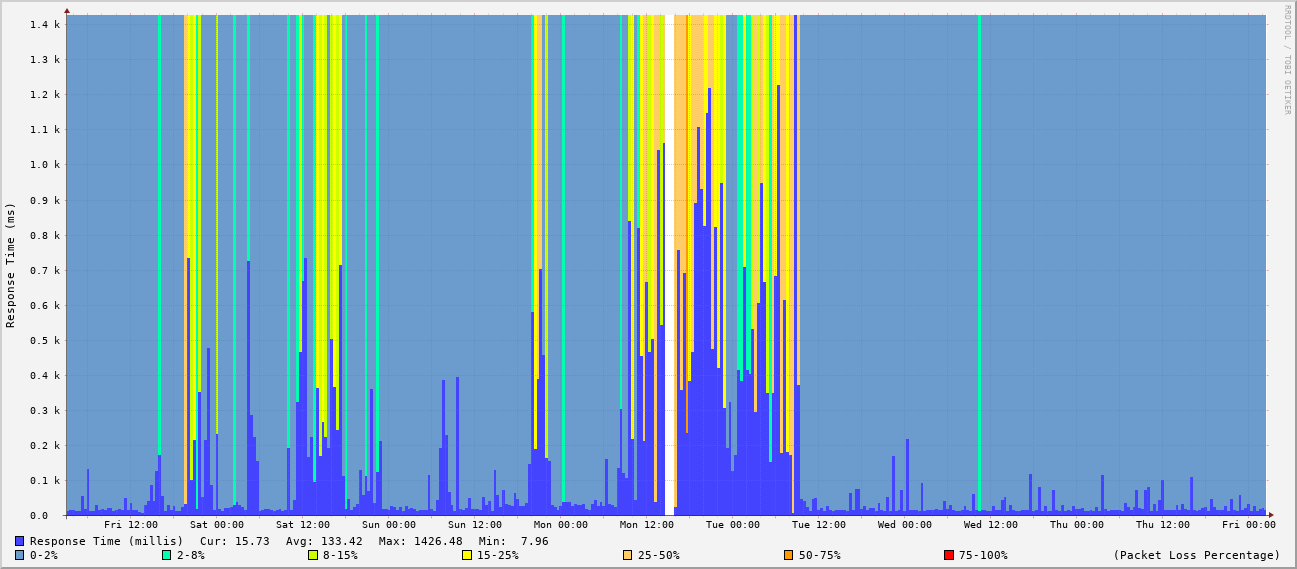 RRDTOOL / TOBI OETIKER
Response Time (ms)
1.4 k
1.3 k
1.2 k
1.1 k
1.0 k
0.9 k
0.8 k
0.7 k
0.6 k
0.5 k
0.4 k
0.3 k
0.2 k
0.1 k
0.0
Fri 12:00 Sat 00:00 Sat 12:00 Sun 00:00 Sun 12:00 Mon 00:00 Mon 12:00 Tue 00:00 Tue 12:00 Wed 00:00 Wed 12:00 Thu 00:00 Thu 12:00 Fri 00:00
Response Time (millis) Cur: 15.73 Avg: 133.42 Max: 1426.48 Min: 7.96
0-2% 2-8% 8-15% 15-25% 25-50% 50-75% 75-100% (Packet Loss Percentage)